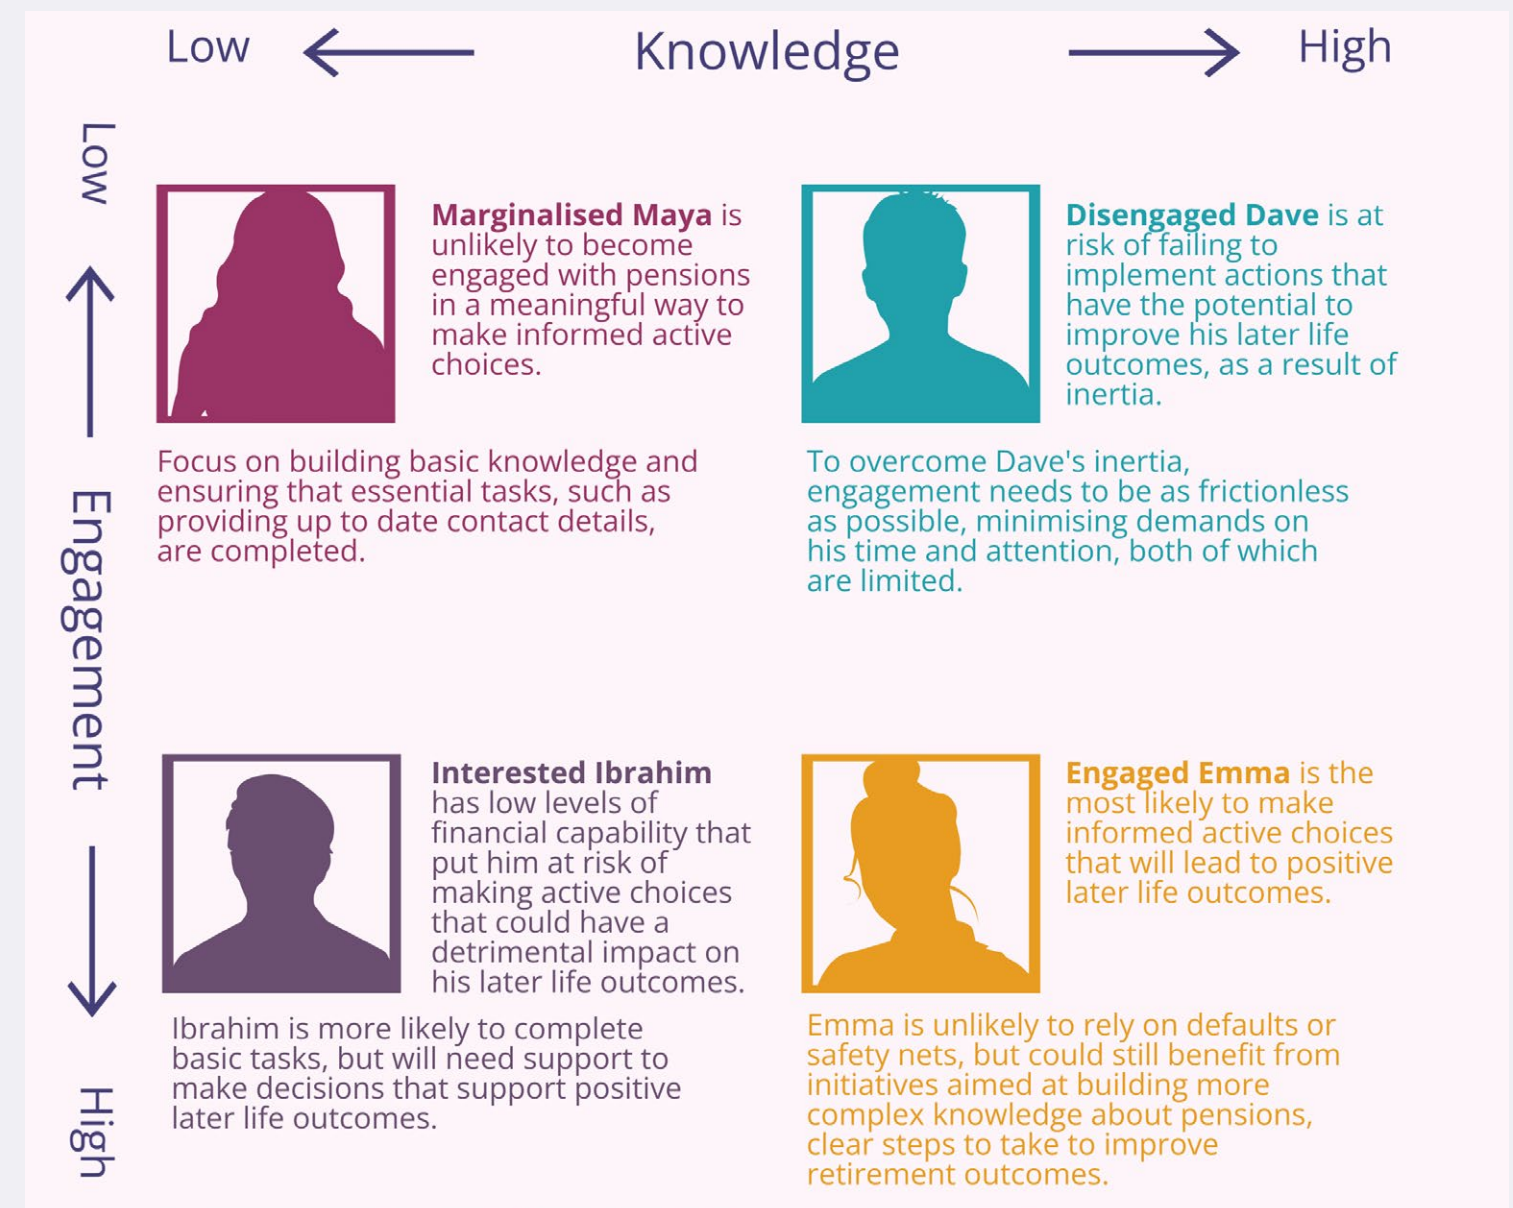 Low
Knowledge
High
Low
Engagement
High
Marginalised Maya is
unlikely to become
engaged with pensions
in a meaningful way to
make informed active
choices.
Focus on building basic knowledge and
ensuring that essential tasks, such as
providing up to date contact details,
are completed.
Disengaged Dave is at
risk of failing to
implement actions that
have the potential to
improve his later life
outcomes, as a result of
inertia.
To overcome Dave's inertia,
engagement needs to be as frictionless
as possible, minimising demands on
his time and attention, both of which
are limited.
Interested Ibrahim
has low levels of
financial capability that
put him at risk of
making active choices
that could have a
detrimental impact on
his later life outcomes.
Ibrahim is more likely to complete
basic tasks, but will need support to
make decisions that support positive
later life outcomes.
Engaged Emma is the
most likely to make
informed active choices
that will lead to positive
later life outcomes.
Emma is unlikely to rely on defaults or
safety nets, but could still benefit from
initiatives aimed at building more
complex knowledge about pensions,
clear steps to take to improve
retirement outcomes.